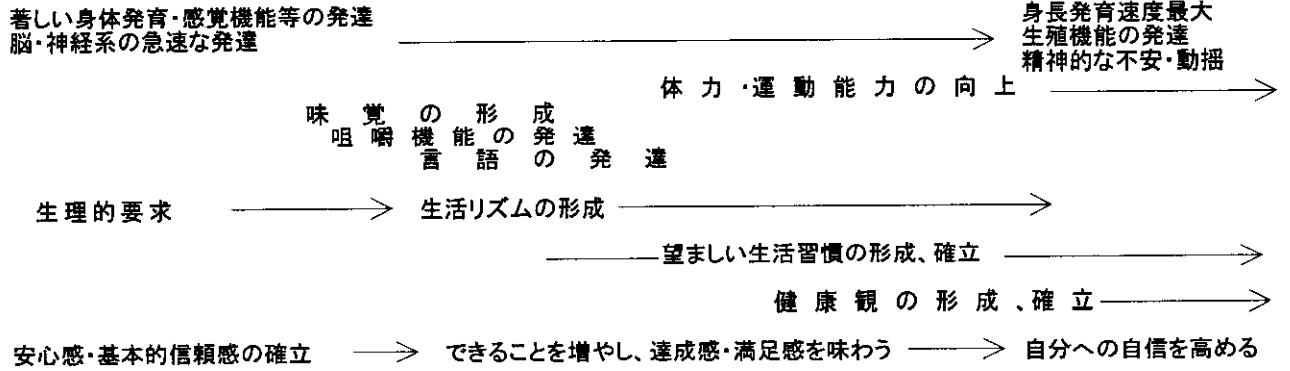 著しい身体発育・感覚機能等の発達
脳・神経系の急速な発達
身長発育速度最大
生殖機能の発達
精神的な不安・動揺
体力・運動能力の向上
味覚の形成
咀嚼機能の発達
言語の発達
生理的要求
生活リズムの形成
望ましい生活習慣の形成、確立
健康観の形成、確立
安心感・基本的信頼感の確立
できることを増やし、達成感・満足感を味わう
自分への自信を高める